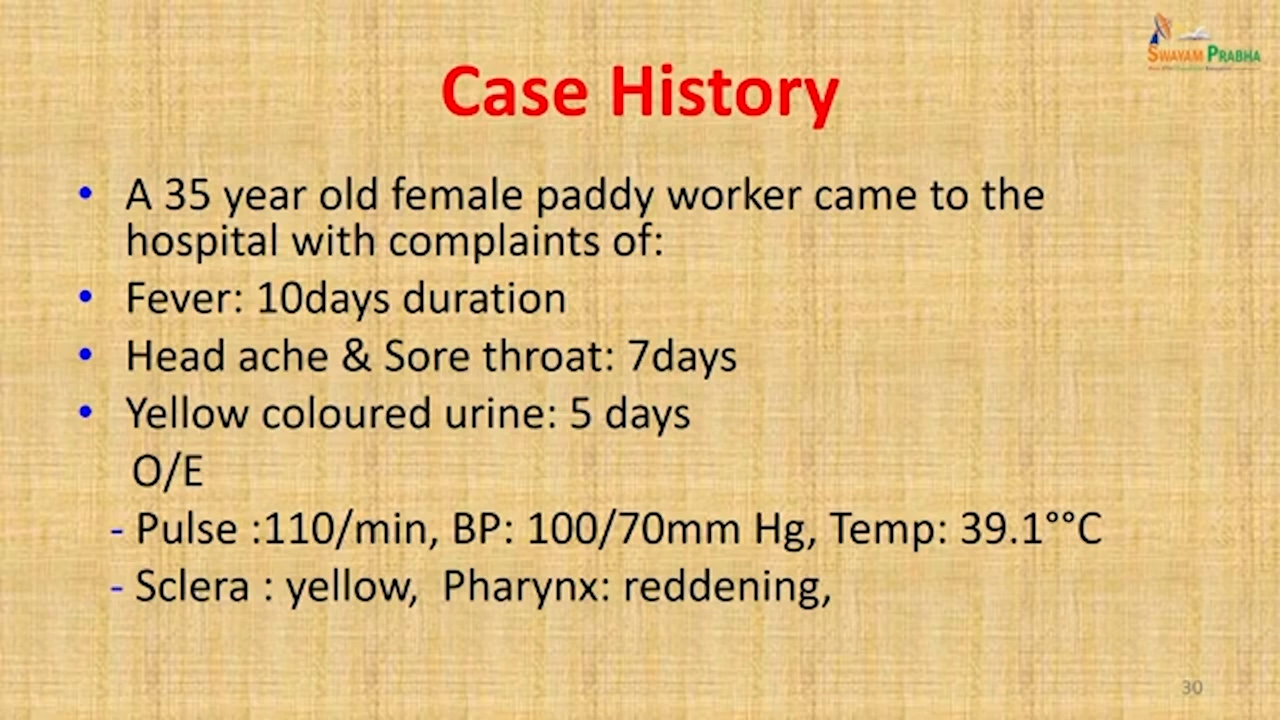 SWAYAM PRABHA
Case History
• A 35 year old female paddy worker came to the
hospital with complaints of:
• Fever: 10days duration
• Head ache & Sore throat: 7days
• Yellow coloured urine: 5 days
O/E
- Pulse :110/min, BP: 100/70mm Hg, Temp: 39.1°°C
- Sclera : yellow,  Pharynx: reddening,
30